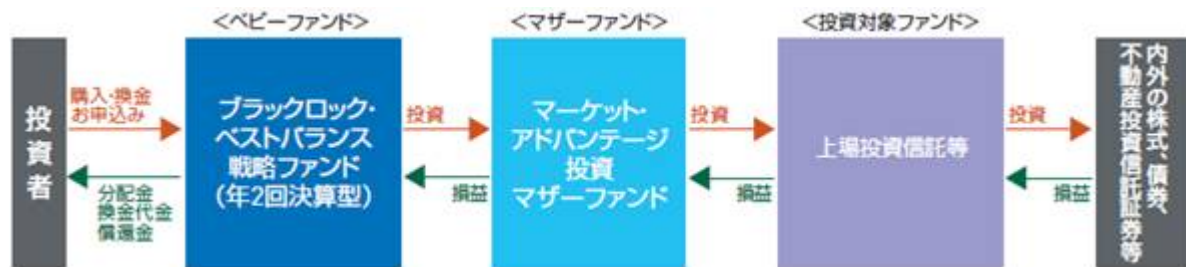 <ベビーファンド>
<マザーファンド>
<投資対象ファンド>
投資者
購入・換金
お申込み
分配金
換金代金
償還金
ブラックロック・
ベストバランス
戦略ファンド
(年2回決算型)
投資
損益
マーケット・
アドバンテージ
投資
マザーファンド
投資
損益
上場投資信託等
投資
損益
内外の株式、債券、
不動産投資信託証券等